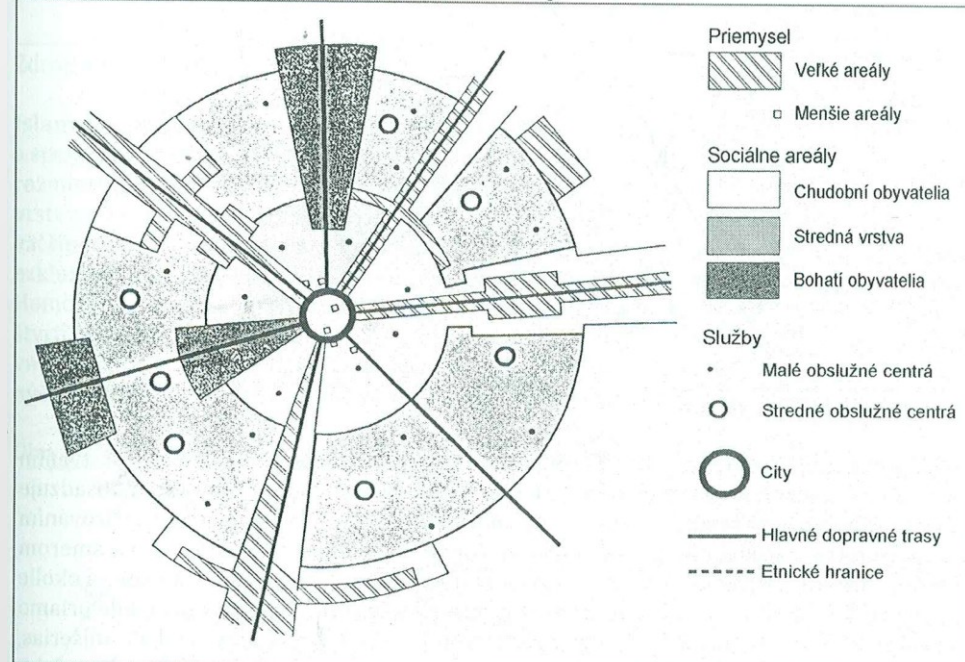 Priemysel
Veľké areály
Menšie areály
Sociálne areály
Chudobní obyvatelia
Stredná vrstva
Bohatí obyvatelia
Služby
Malé obslužné centrá
Stredné obslužné centrá
City
Hlavné dopravné trasy
Etnické hranice